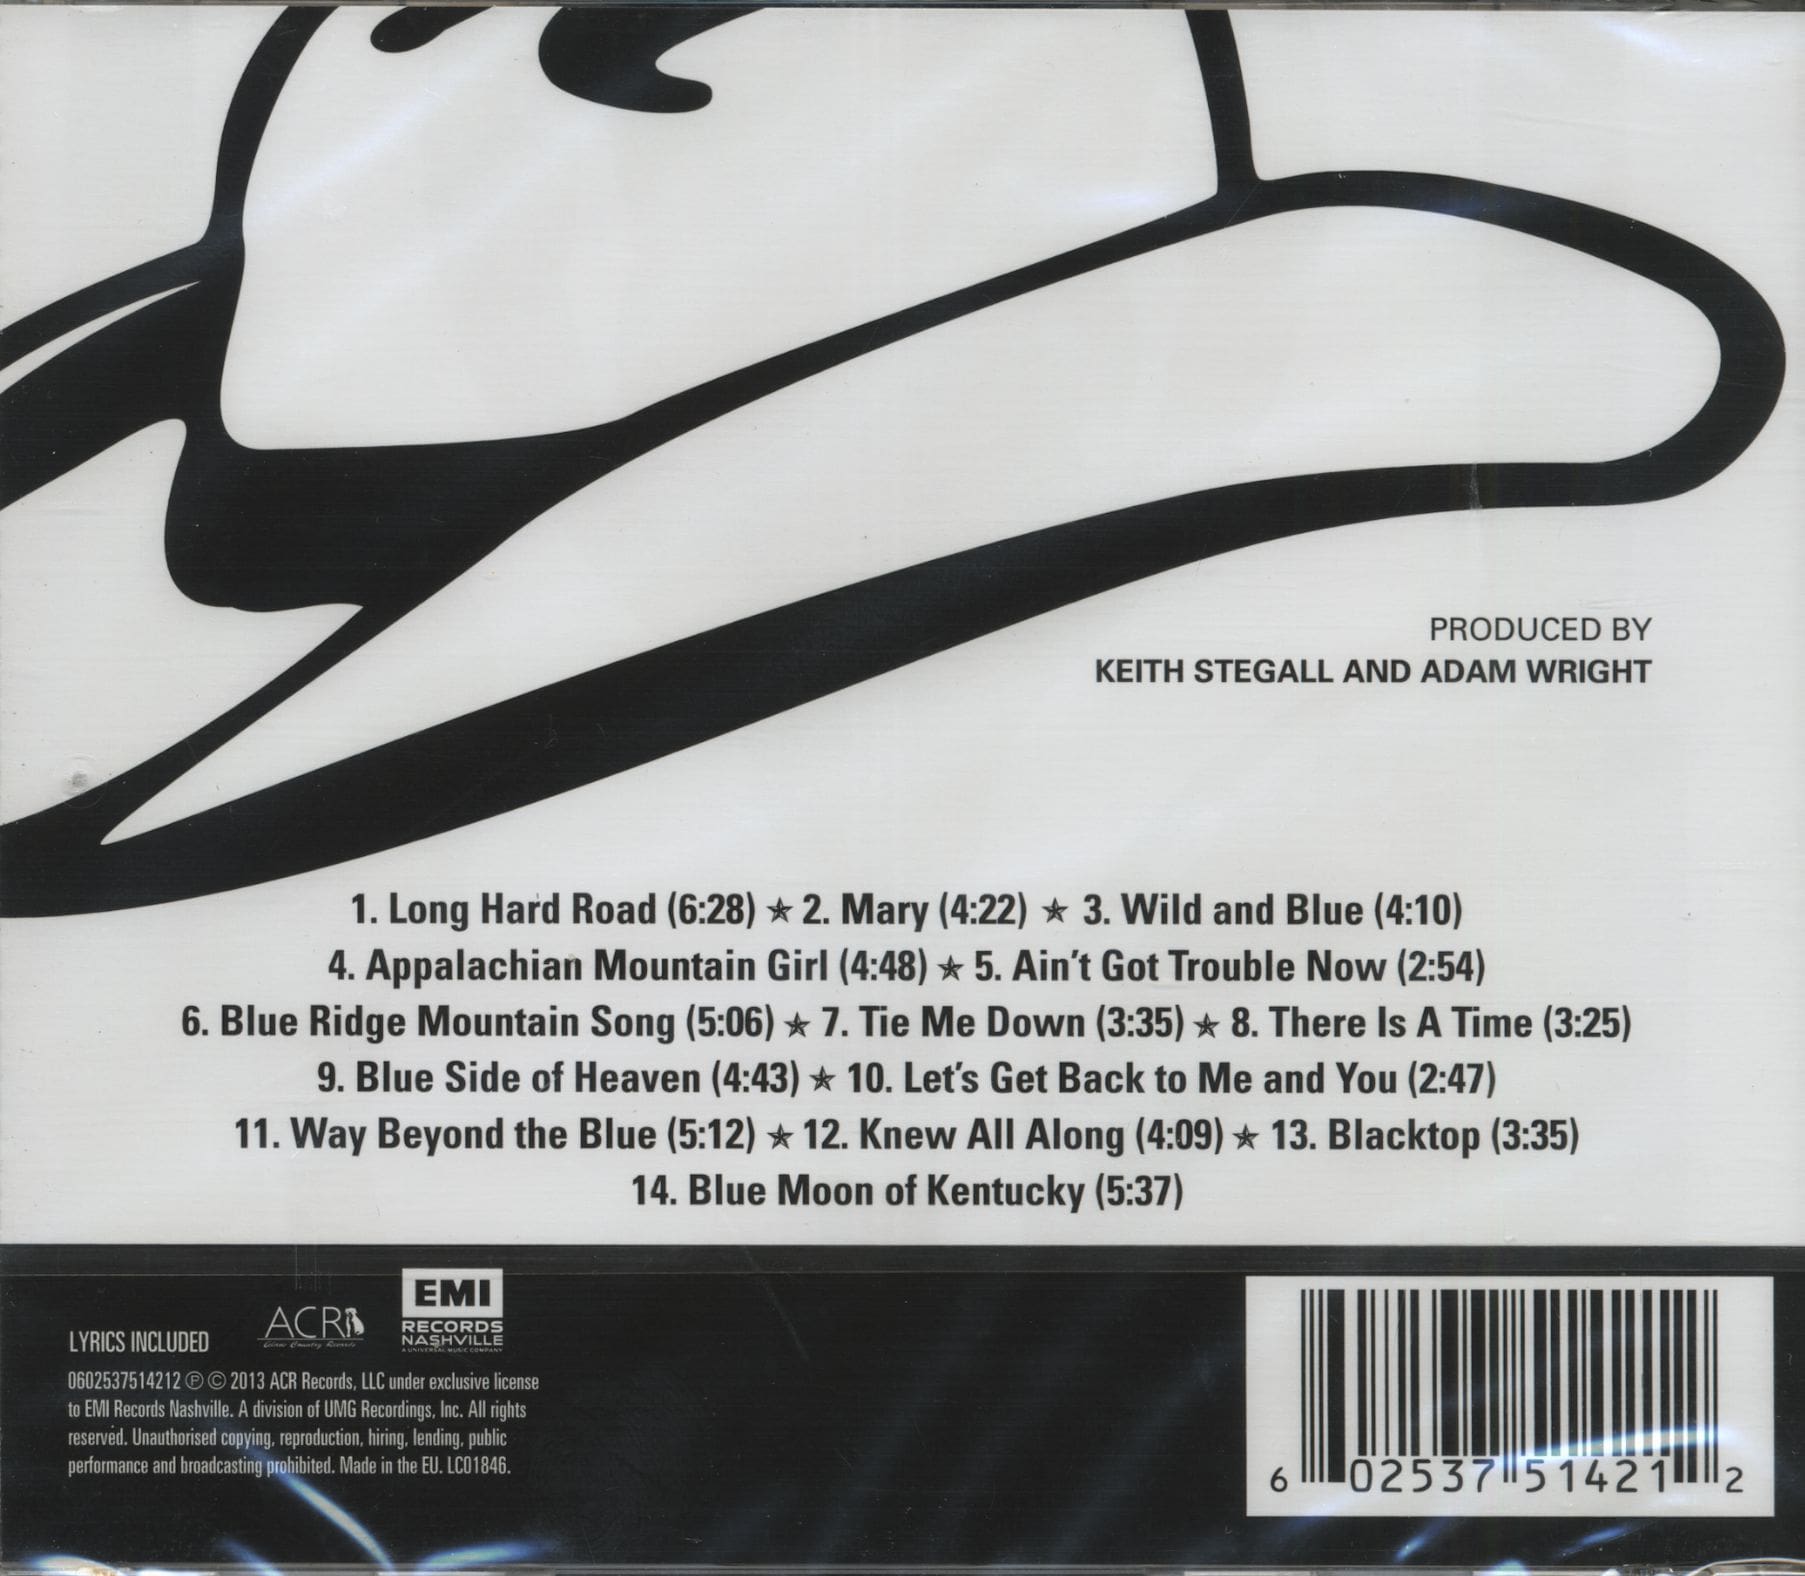 PRODUCED BY
KEITH STEGALL AND ADAM WRIGHT
1. Long Hard Road (6:28) ★ 2. Mary (4:22) ★ 3. Wild and Blue (4:10)
4. Appalachian Mountain Girl (4:48) ★ 5. Ain't Got Trouble Now (2:54)
6. Blue Ridge Mountain Song (5:06) ★ 7. Tie Me Down (3:35) ★ 8. There Is A Time (3:25)
9. Blue Side of Heaven (4:43) ★ 10. Let's Get Back to Me and You (2:47)
11. Way Beyond the Blue (5:12) ★ 12. Knew All Along (4:09) ★ 13. Blacktop (3:35)
14. Blue Moon of Kentucky (5:37)
LYRICS INCLUDED
ACR
Country Records
EMI
RECORDS
NASHVILLE
A UNIVERSAL MUSIC COMPANY
0602537514212 ℗ © 2013 ACR Records, LLC under exclusive license
to EMI Records Nashville. A division of UMG Recordings, Inc. All rights
reserved. Unauthorised copying, reproduction, hiring, lending, public
performance and broadcasting prohibited. Made in the EU. LC01846.
6 02537 51421 2